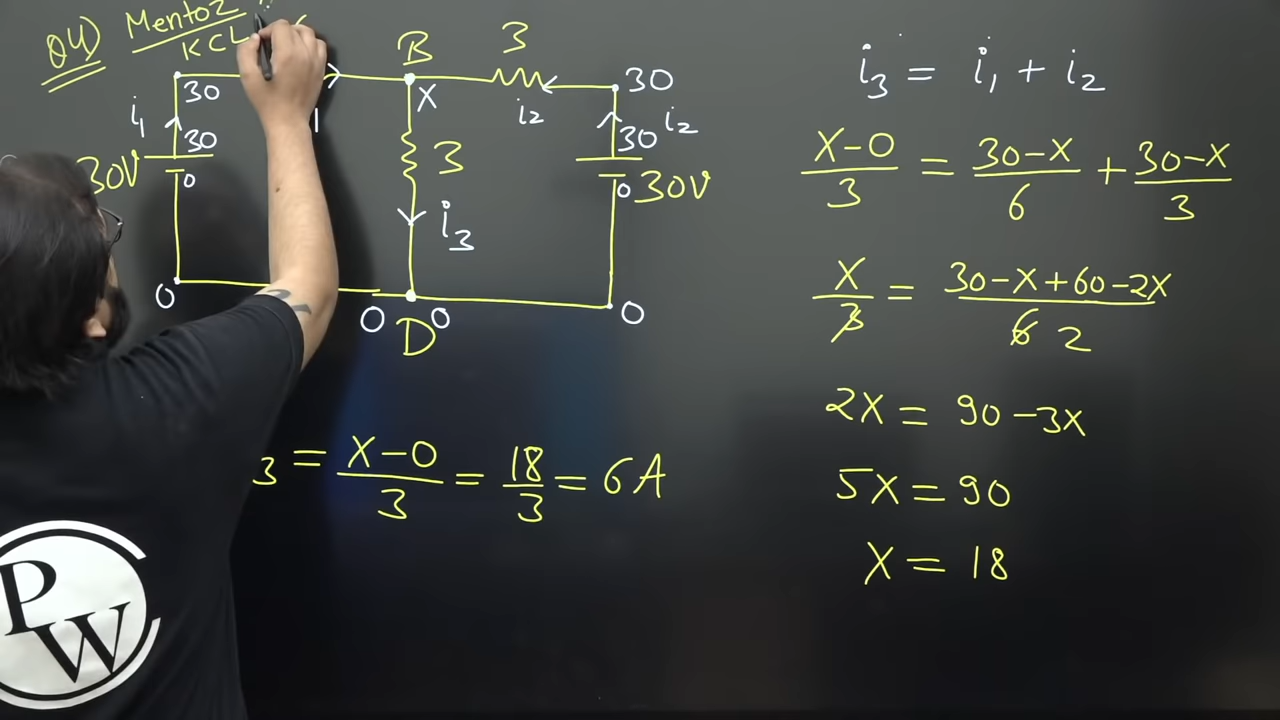 Q4) Mentoz
KCL
B
3
30
X
i2
30
i1
30
30V
0
3
30
i2
0
30V
i3
0
0
0
D
0
3 = X-0/3 = 18/3 = 6A
i3 = i1 + i2
X-0/3 = 30-X/6 + 30-X/3
X/3 = 30-X+60-2X/6 2
2X = 90-3X
5X = 90
X = 18
PW